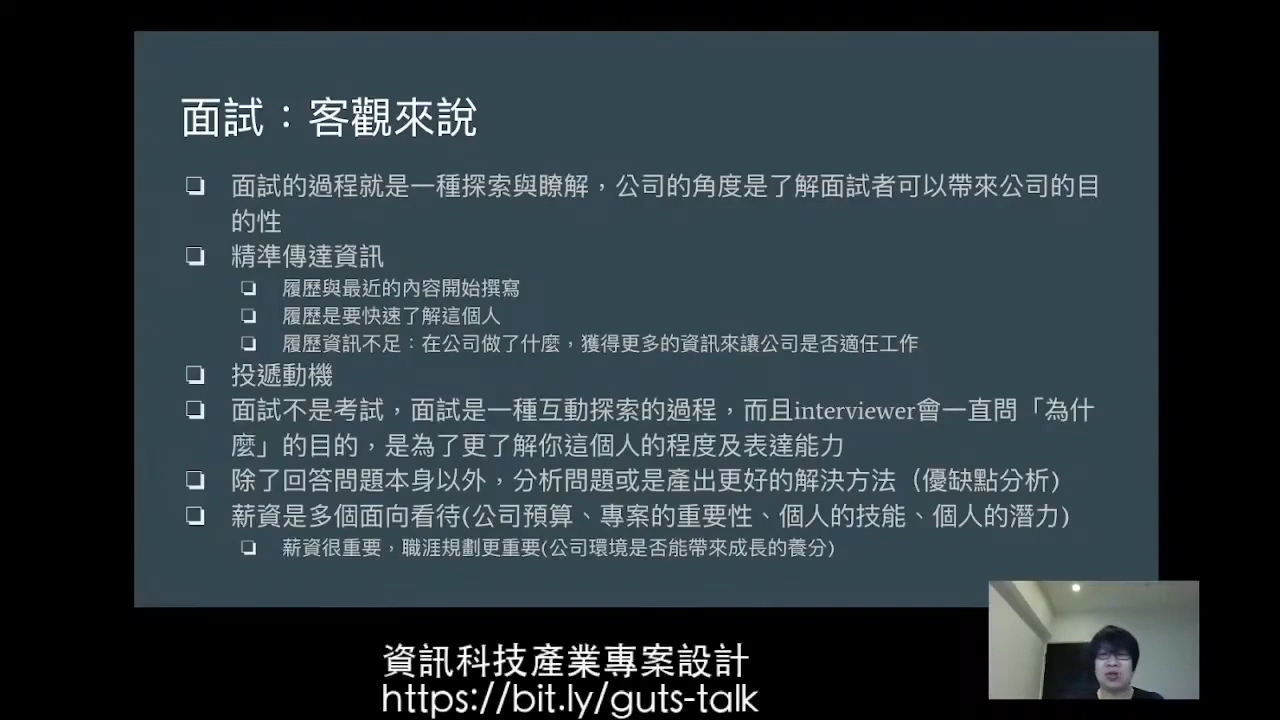 面試：客觀來說
❏ 面試的過程就是一種探索與瞭解，公司的角度是了解面試者可以帶來公司的目
的性
❏ 精準傳達資訊
❏ 履歷與最近的內容開始撰寫
❏ 履歷是要快速了解這個人
❏ 履歷資訊不足：在公司做了什麼，獲得更多的資訊來讓公司是否適任工作
❏ 投遞動機
❏ 面試不是考試，面試是一種互動探索的過程，而且interviewer會一直問「為什
麼」的目的，是為了更了解你這個人的程度及表達能力
❏ 除了回答問題本身以外，分析問題或是產出更好的解決方法（優缺點分析）
❏ 薪資是多個面向看待(公司預算、專案的重要性、個人的技能、個人的潛力)
❏ 薪資很重要，職涯規劃更重要(公司環境是否能帶來成長的養分)
資訊科技產業專案設計
https://bit.ly/guts-talk